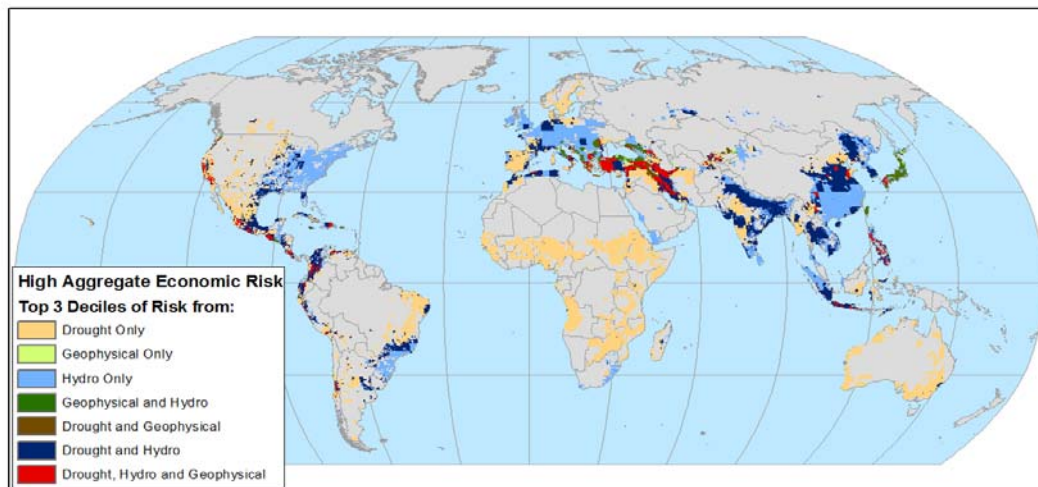 High Aggregate Economic Risk
Top 3 Deciles of Risk from:
Drought Only
Geophysical Only
Hydro Only
Geophysical and Hydro
Drought and Geophysical
Drought and Hydro
Drought, Hydro and Geophysical